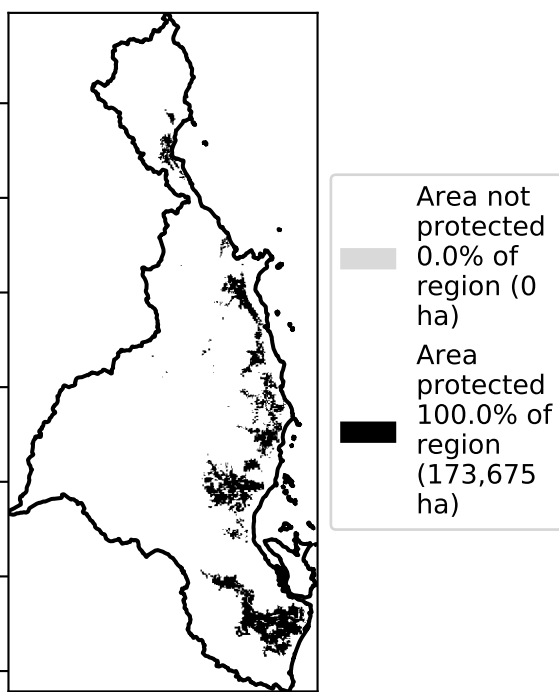 Area not
protected
0.0% of
region (0
ha)
Area
protected
100.0% of
region
(173,675
ha)